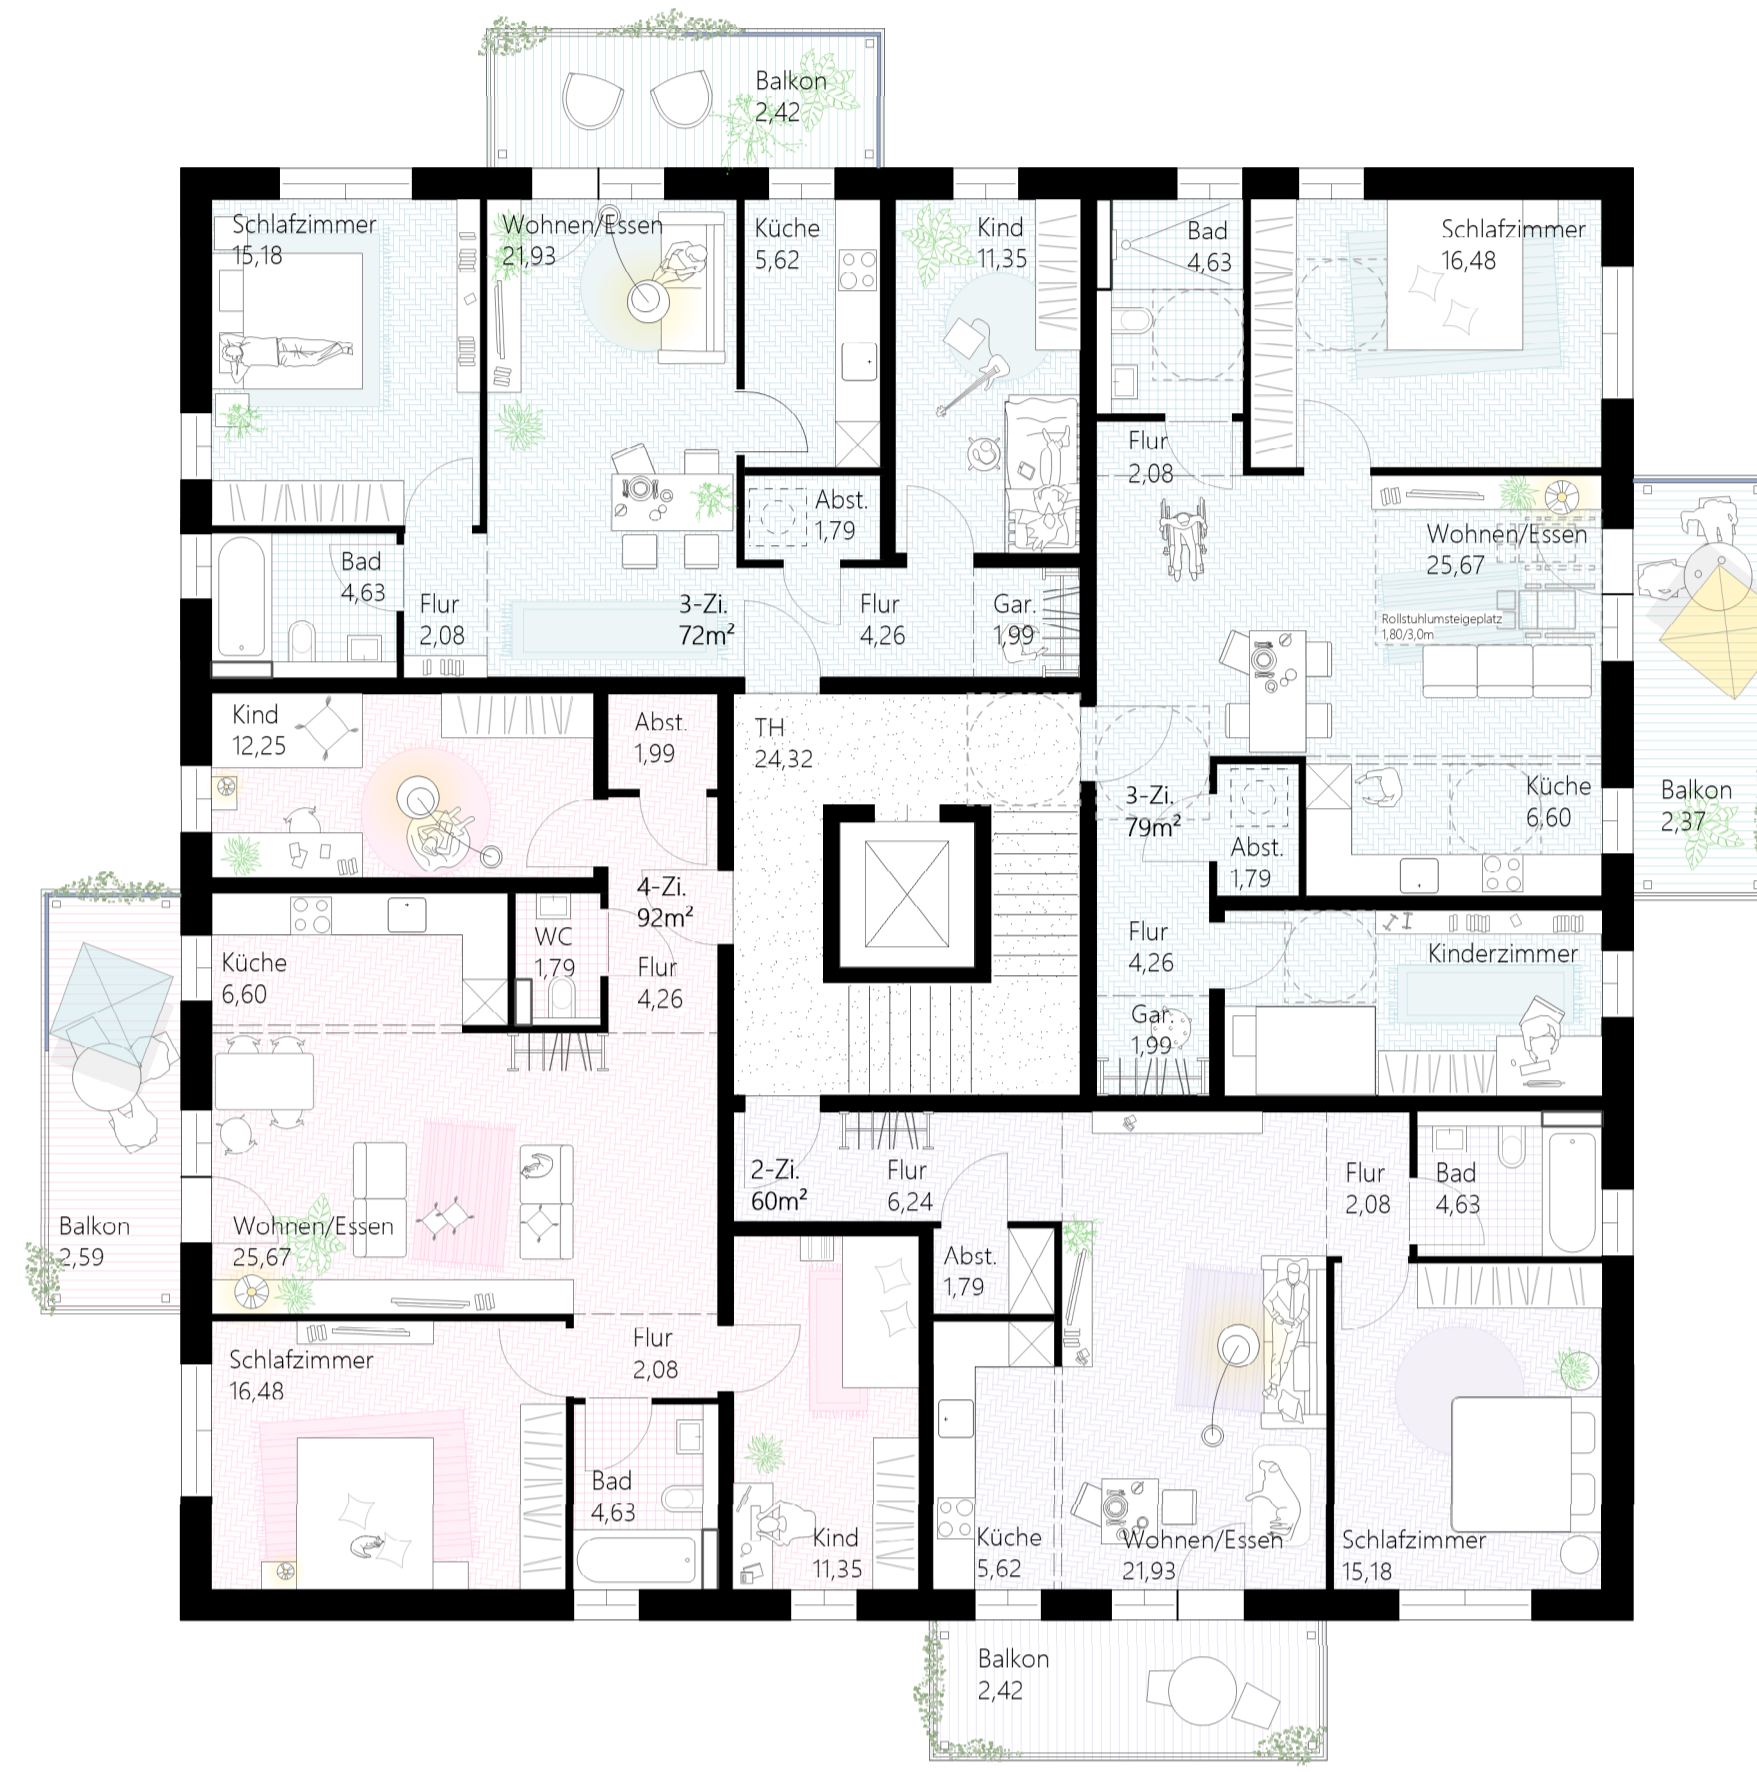 Balkon
2,42
Schlafzimmer
15,18
Wohnen/Essen
21,93
Küche
5,62
Kind
11,35
Bad
4,63
Schlafzimmer
16,48
Flur
2,08
Abst.
1,79
Wohnen/Essen
25,67
Rollstuhlumsteigeplatz
1,80/3,0m
Bad
4,63
Flur
2,08
3-Zi.
72m²
Flur
4,26
Gar.
1,99
Kind
12,25
Abst.
1,99
TH
24,32
3-Zi.
79m²
Abst.
1,79
Küche
6,60
Balkon
2,37
4-Zi.
92m²
WC
1,79
Flur
4,26
Küche
6,60
Flur
4,26
Kinderzimmer
Gar.
1,99
Balkon
2,59
Wohnen/Essen
25,67
2-Zi.
60m²
Flur
6,24
Flur
2,08
Bad
4,63
Abst.
1,79
Schlafzimmer
16,48
Flur
2,08
Bad
4,63
Kind
11,35
Küche
5,62
Wohnen/Essen
21,93
Schlafzimmer
15,18
Balkon
2,42